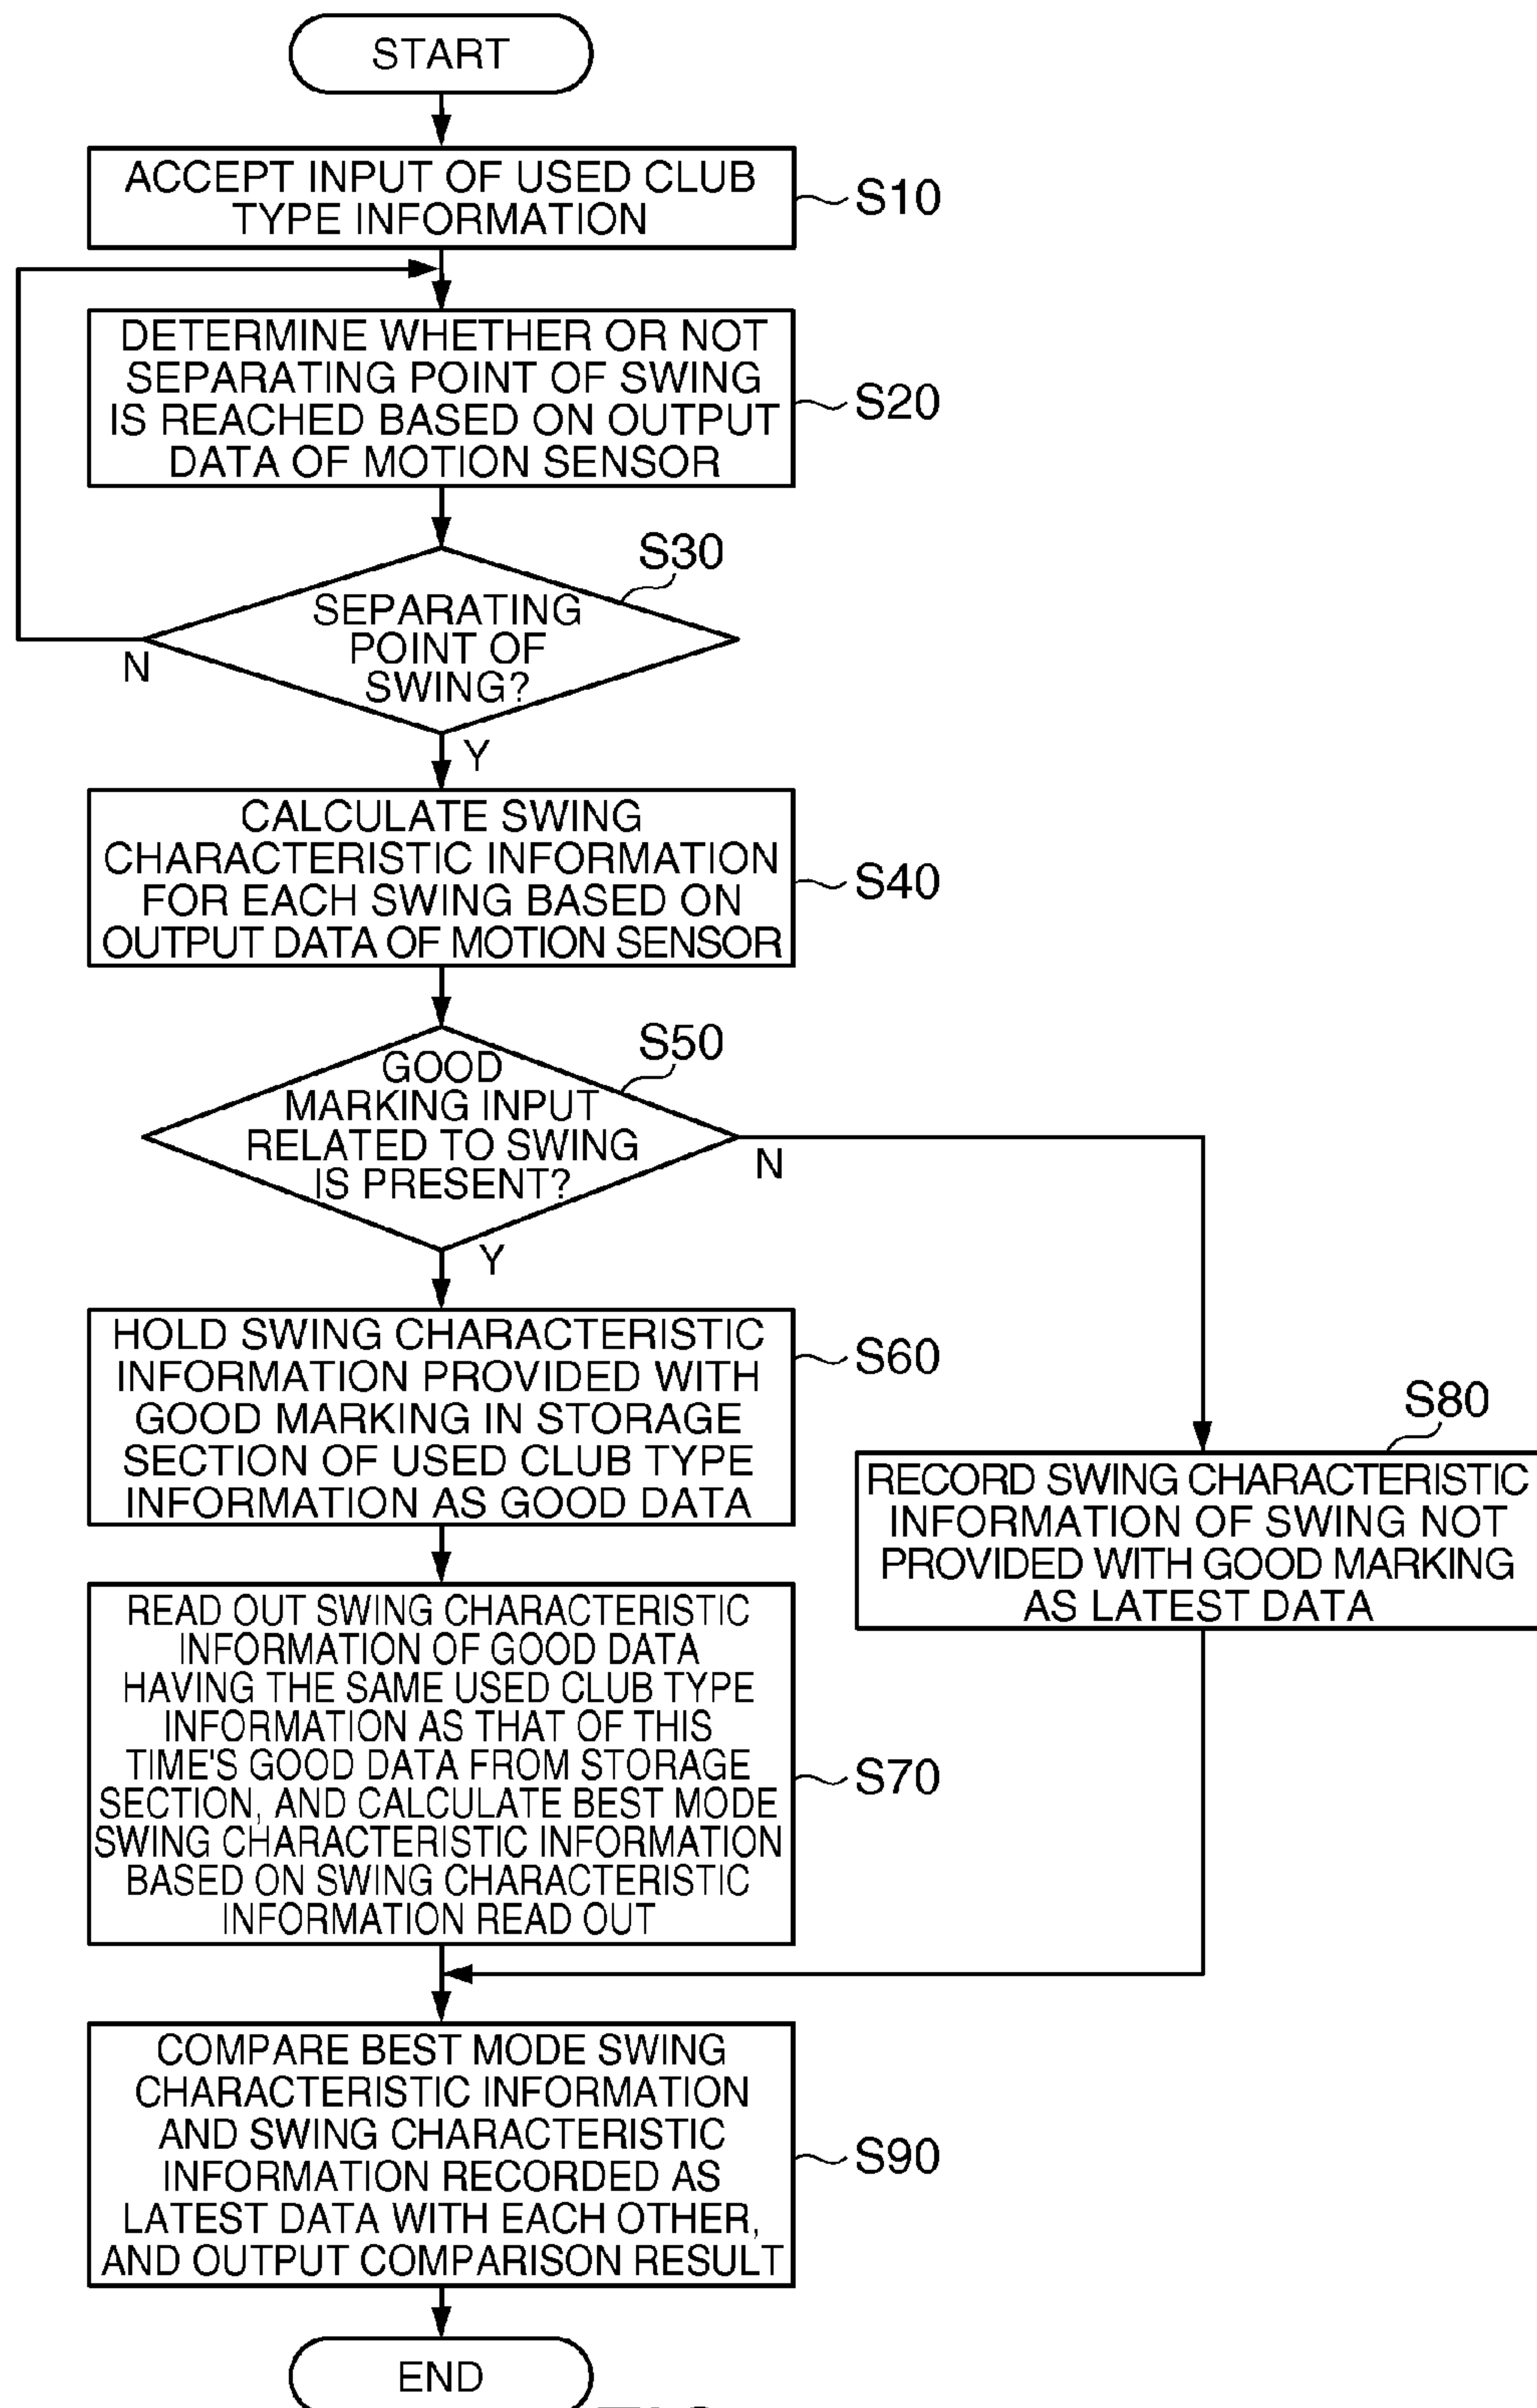 START
ACCEPT INPUT OF USED CLUB
TYPE INFORMATION
S10
DETERMINE WHETHER OR NOT
SEPARATING POINT OF SWING
IS REACHED BASED ON OUTPUT
DATA OF MOTION SENSOR
S20
S30
SEPARATING
POINT OF
SWING?
N
Y
CALCULATE SWING
CHARACTERISTIC INFORMATION
FOR EACH SWING BASED ON
OUTPUT DATA OF MOTION SENSOR
S40
S50
GOOD
MARKING INPUT
RELATED TO SWING
IS PRESENT?
N
Y
HOLD SWING CHARACTERISTIC
INFORMATION PROVIDED WITH
GOOD MARKING IN STORAGE
SECTION OF USED CLUB TYPE
INFORMATION AS GOOD DATA
S60
S80
RECORD SWING CHARACTERISTIC
INFORMATION OF SWING NOT
PROVIDED WITH GOOD MARKING
AS LATEST DATA
READ OUT SWING CHARACTERISTIC
INFORMATION OF GOOD DATA
HAVING THE SAME USED CLUB TYPE
INFORMATION AS THAT OF THIS
TIME'S GOOD DATA FROM STORAGE
SECTION, AND CALCULATE BEST MODE
SWING CHARACTERISTIC INFORMATION
BASED ON SWING CHARACTERISTIC
INFORMATION READ OUT
S70
COMPARE BEST MODE SWING
CHARACTERISTIC INFORMATION
AND SWING CHARACTERISTIC
INFORMATION RECORDED AS
LATEST DATA WITH EACH OTHER,
AND OUTPUT COMPARISON RESULT
S90
END